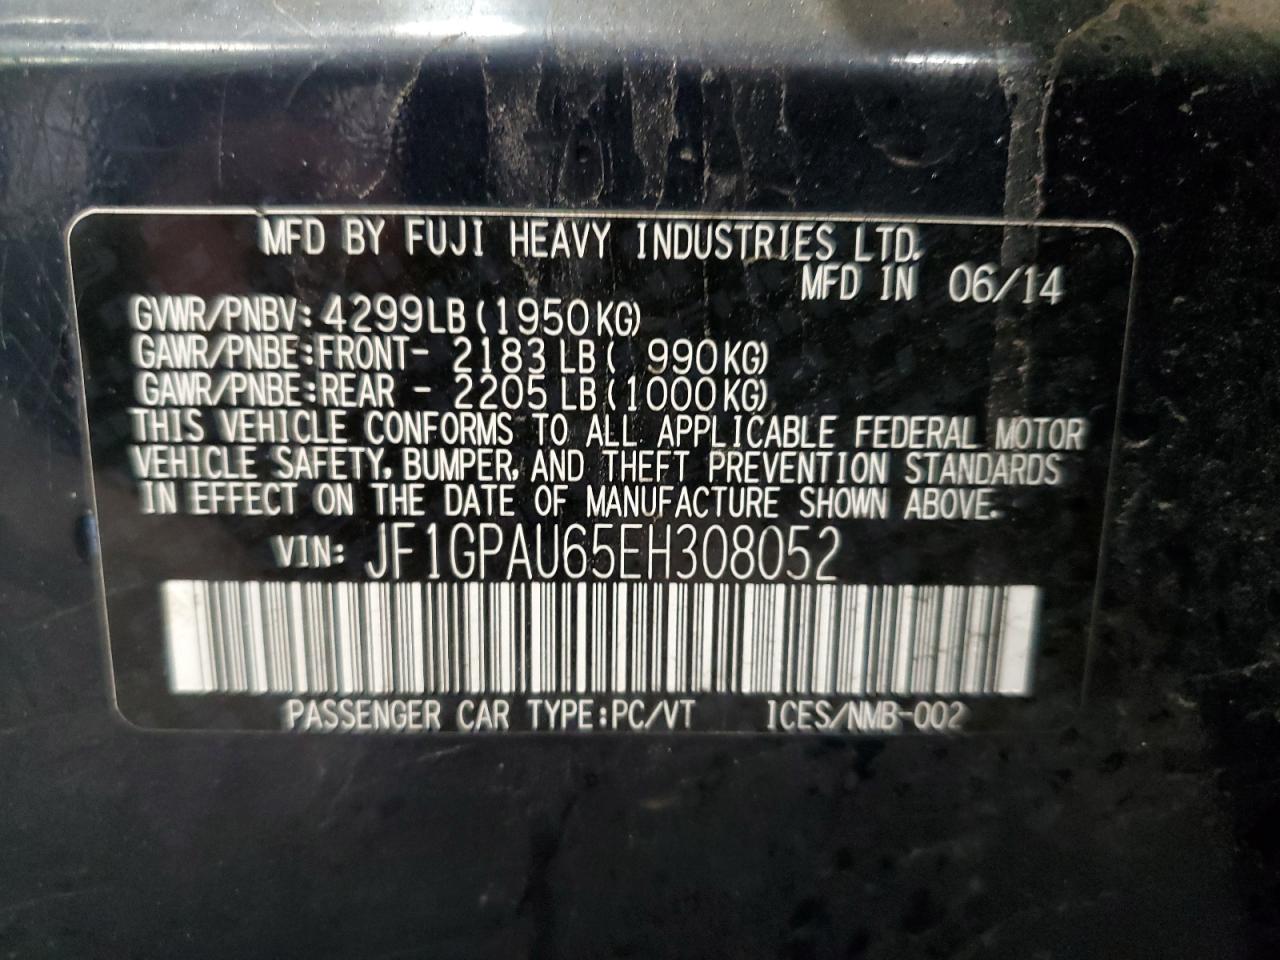 MFD BY FUJI HEAVY INDUSTRIES LTD.
MFD IN 06/14
GVWR/PNBV: 4299LB (1950KG)
GAWR/PNBE:FRONT- 2183 LB( 990KG)
GAWR/PNBE:REAR - 2205 LB(1000KG)
THIS VEHICLE CONFORMS TO ALL APPLICABLE FEDERAL MOTOR
VEHICLE SAFETY, BUMPER, AND THEFT PREVENTION STANDARDS
IN EFFECT ON THE DATE OF MANUFACTURE SHOWN ABOVE.
VIN: JF1GPAU65EH308052
PASSENGER CAR TYPE:PC/VT ICES/NMB-002